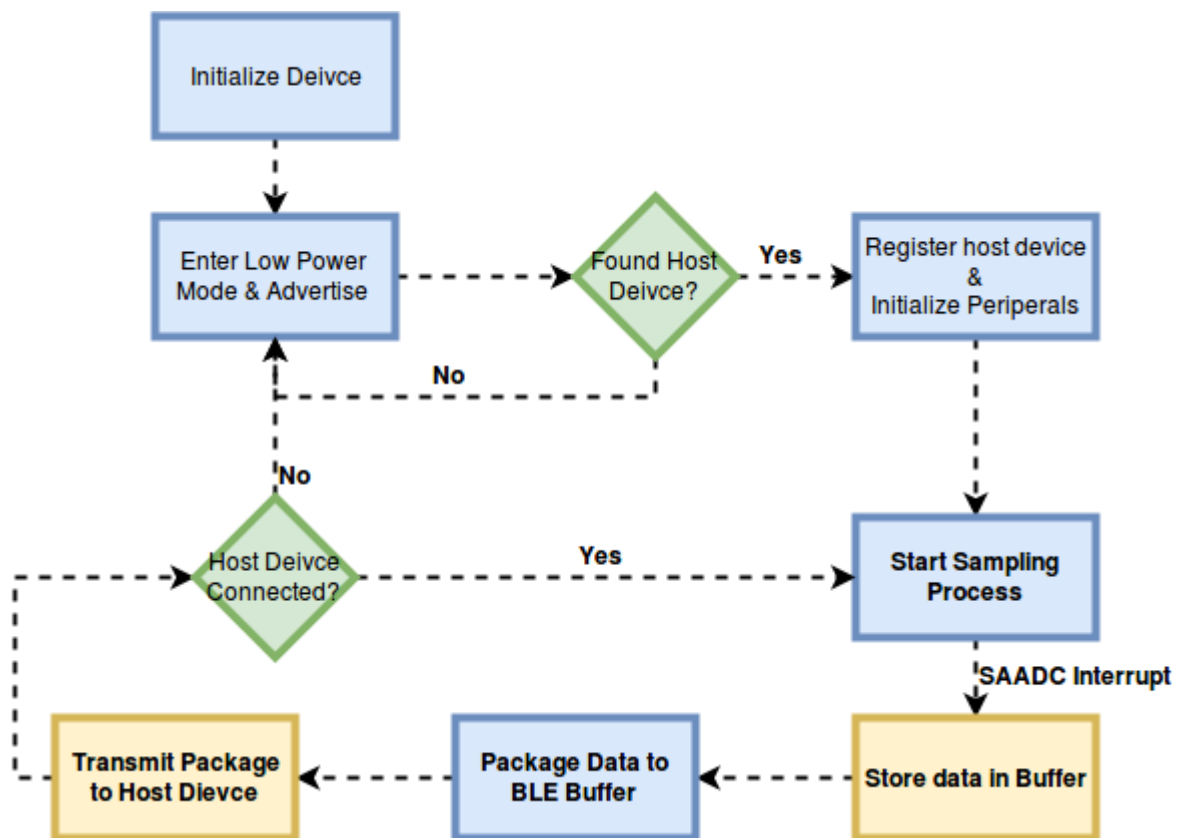 Initialize Deivce
Enter Low Power
Mode & Advertise
Found Host
Deivce?
Yes
Register host device
&
Initialize Periperals
No
No
Host Deivce
Connected?
Yes
Start Sampling
Process
SAADC Interrupt
Transmit Package
to Host Dievce
Package Data to
BLE Buffer
Store data in Buffer